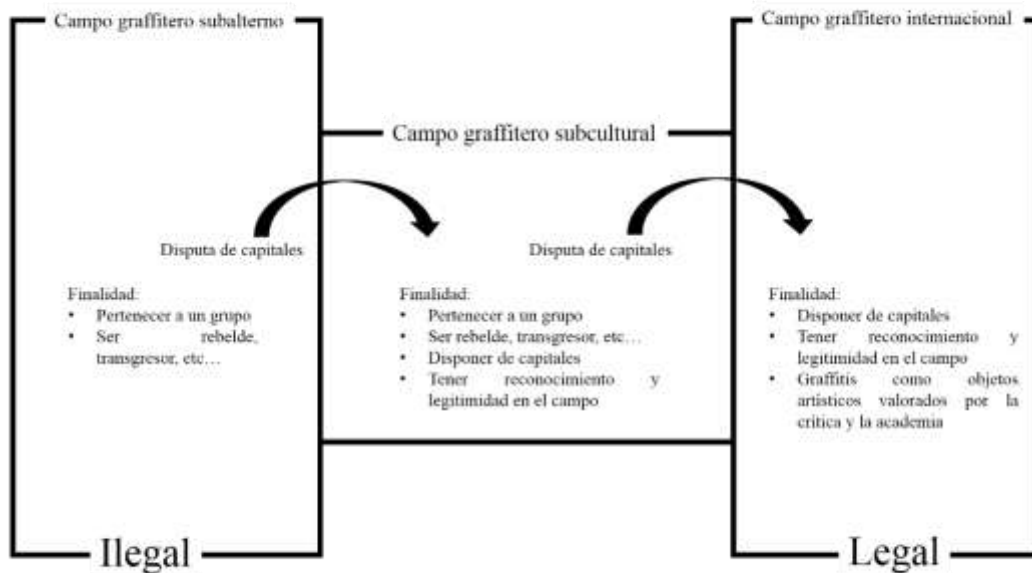 Campo graffitero subalterno
Campo graffitero internacional
Campo graffitero subcultural
Disputa de capitales
Disputa de capitales
Finalidad:
• Pertenecer a un grupo
• Ser rebelde,
transgresor, etc…
Finalidad:
• Pertenecer a un grupo
• Ser rebelde, transgresor, etc…
• Disponer de capitales
• Tener reconocimiento y
legitimidad en el campo
Finalidad:
• Disponer de capitales
• Tener reconocimiento y
legitimidad en el campo
• Graffitis como objetos
artísticos valorados por la
crítica y la academia
Ilegal
Legal